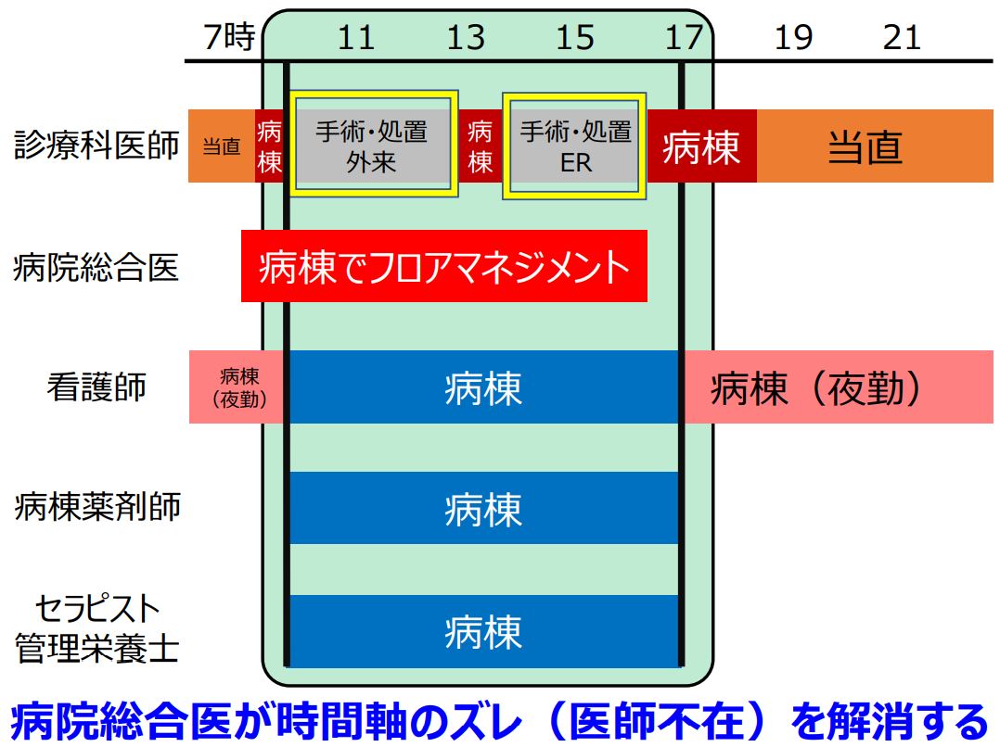 7時 11 13 15 17 19 21
診療科医師
当直
病
棟
手術・処置
外来
病
棟
手術・処置
ER
病棟
当直
病院総合医
病棟でフロアマネジメント
看護師
病棟
（夜勤）
病棟
病棟（夜勤）
病棟薬剤師
病棟
セラピスト
管理栄養士
病棟
病院総合医が時間軸のズレ（医師不在）を解消する